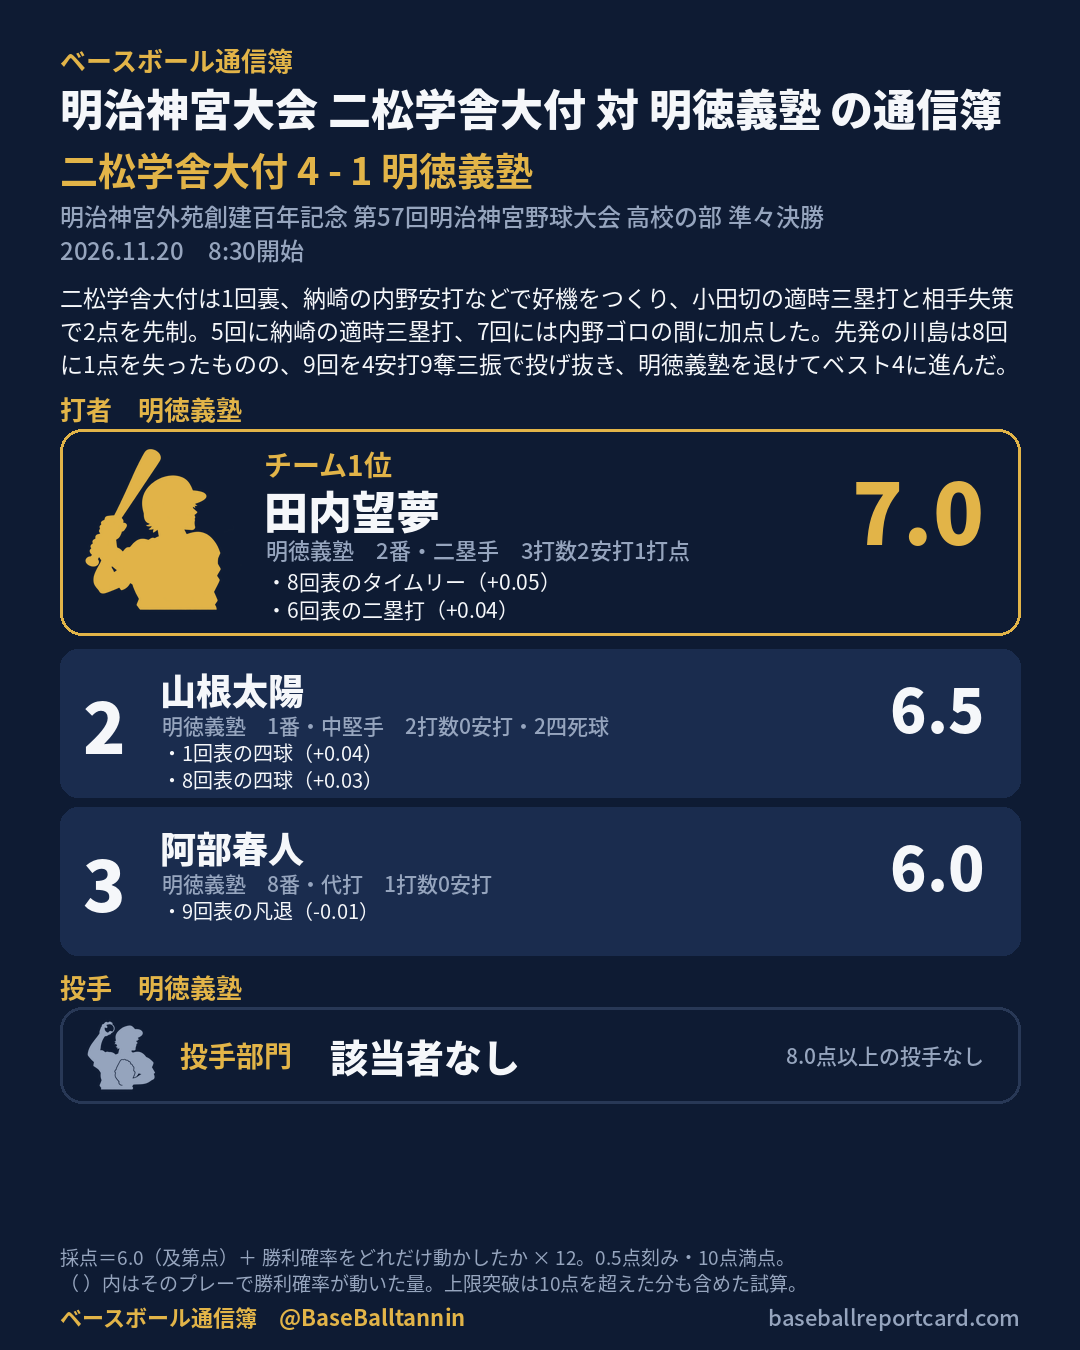 ベースボール通信簿
明治神宮大会 二松学舎大付 対 明徳義塾 の通信簿
二松学舎大付 4 - 1 明徳義塾
明治神宮外苑創建百年記念 第57回明治神宮野球大会 高校の部 準々決勝
2026.11.20　8:30開始
二松学舎大付は1回裏、納崎の内野安打などで好機をつくり、小田切の適時三塁打と相手失策
で2点を先制。5回に納崎の適時三塁打、7回には内野ゴロの間に加点した。先発の川島は8回
に1点を失ったものの、9回を4安打9奪三振で投げ抜き、明徳義塾を退けてベスト4に進んだ。
打者　明徳義塾
チーム1位
田内望夢
明徳義塾　2番・二塁手　3打数2安打1打点
・8回表のタイムリー（+0.05）
・6回表の二塁打（+0.04）
7.0
2
山根太陽
明徳義塾　1番・中堅手　2打数0安打・2四死球
・1回表の四球（+0.04）
・8回表の四球（+0.03）
6.5
3
阿部春人
明徳義塾　8番・代打　1打数0安打
・9回表の凡退（-0.01）
6.0
投手　明徳義塾
投手部門　該当者なし　8.0点以上の投手なし
採点＝6.0（及第点）＋ 勝利確率をどれだけ動かしたか × 12。0.5点刻み・10点満点。
（ ）内はそのプレーで勝利確率が動いた量。上限突破は10点を超えた分も含めた試算。
ベースボール通信簿　@BaseBalltannin　baseballreportcard.com